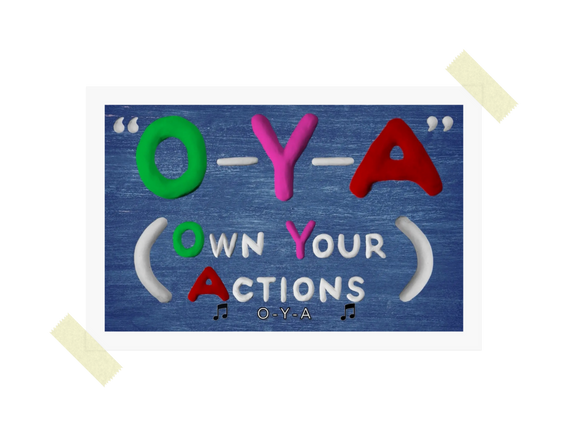 “O-Y-A”
(OWN YOUR
ACTIONS)
♫ O-Y-A ♫